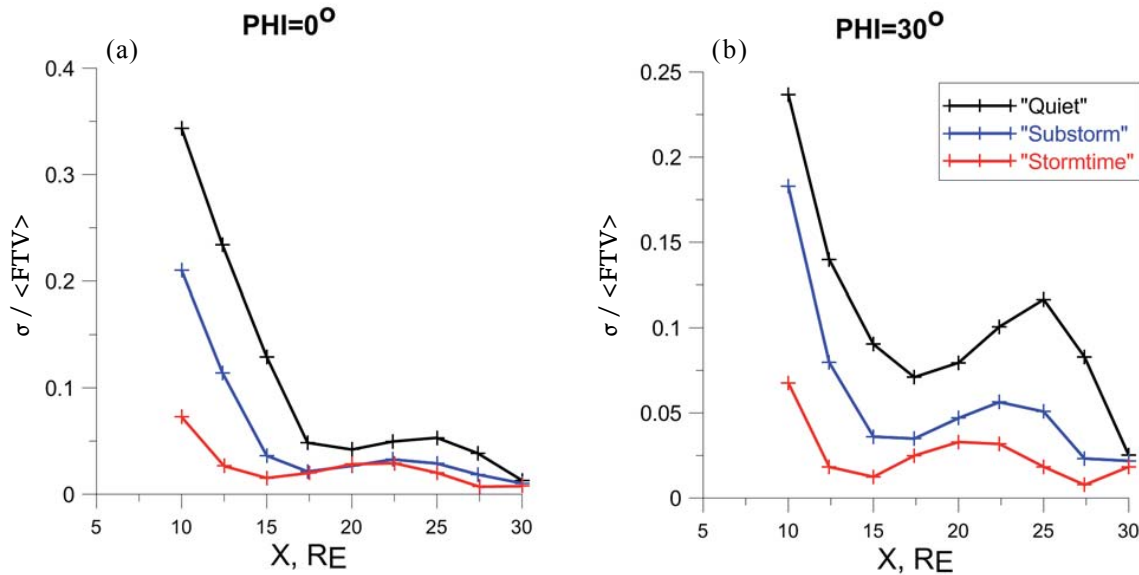 PHI=0°
(a)
σ / <FTV>
0.4
0.3
0.2
0.1
0
5 10 15 20 25 30
X, RE
PHI=30°
(b)
σ / <FTV>
0.25
0.2
0.15
0.1
0.05
0
5 10 15 20 25 30
X, RE
"Quiet"
"Substorm"
"Stormtime"